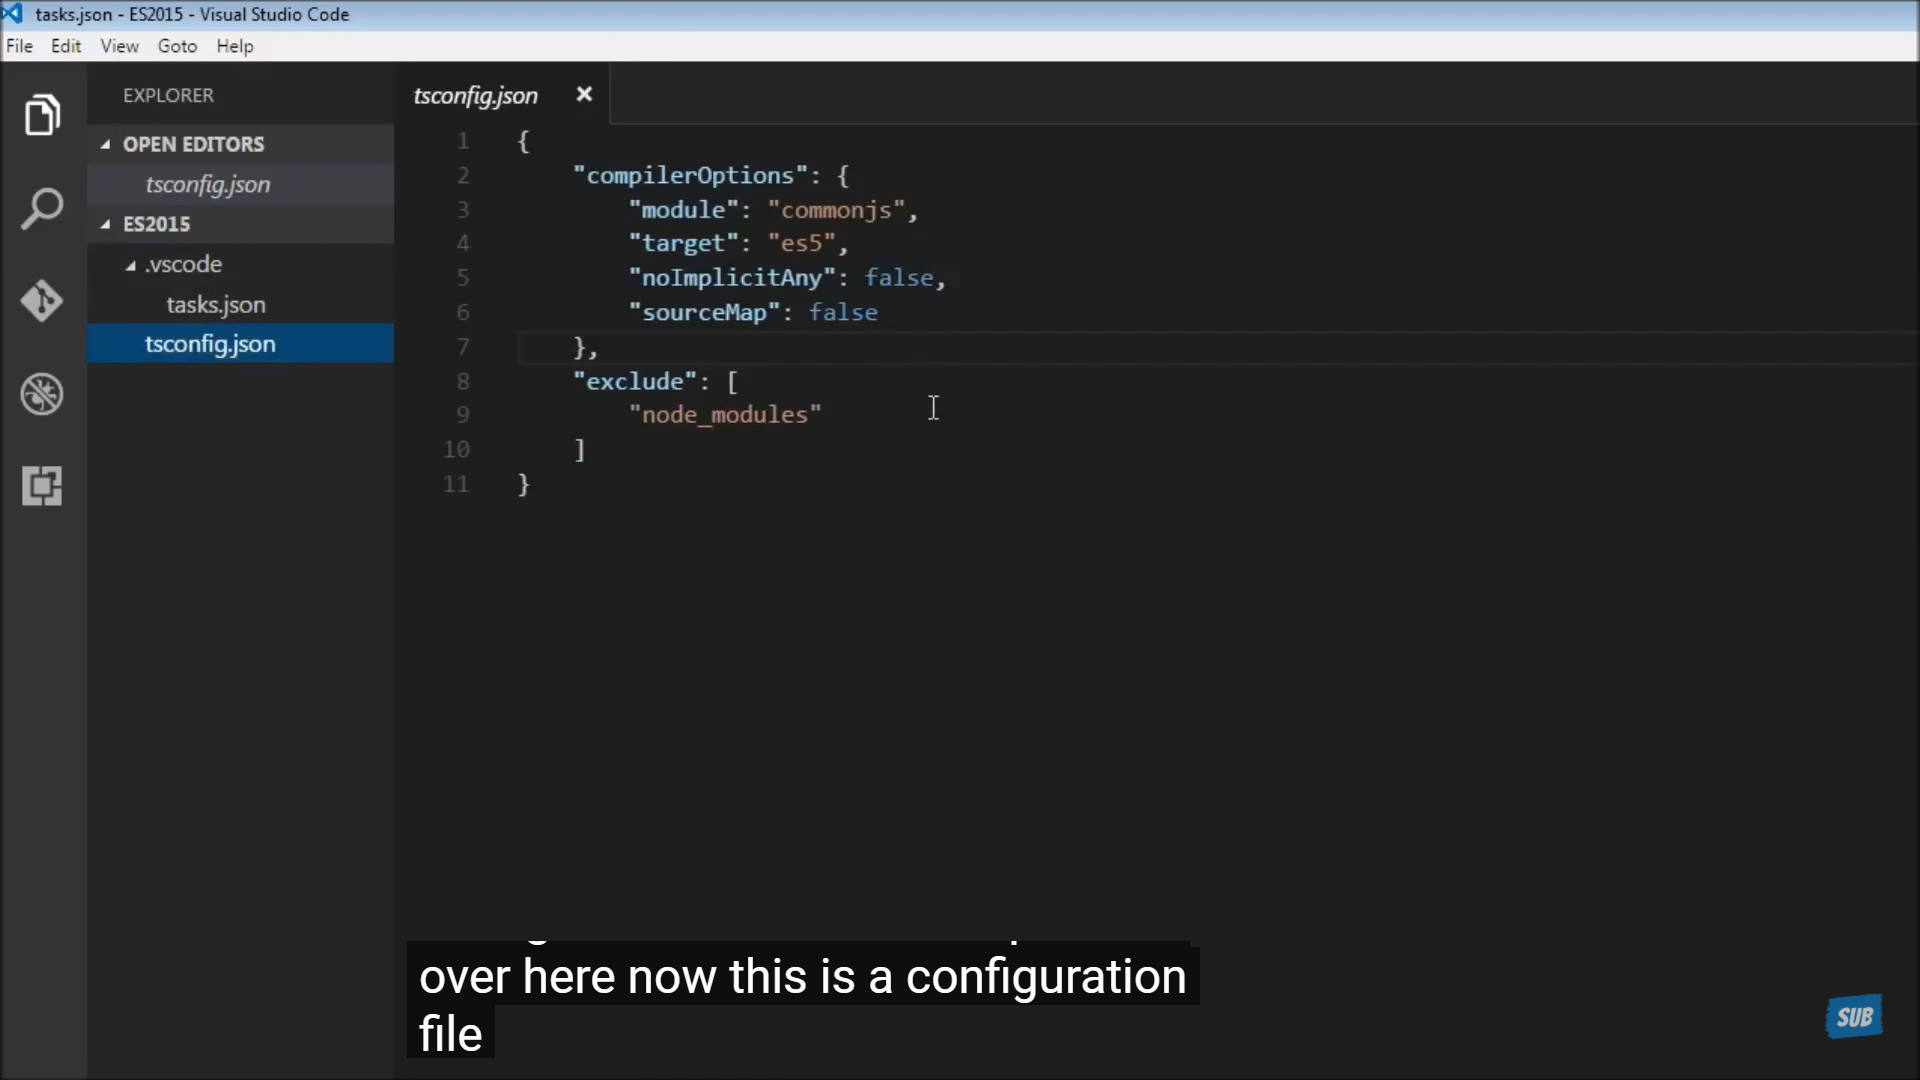 tasks.json - ES2015 - Visual Studio Code
File Edit View Goto Help
EXPLORER
OPEN EDITORS
tsconfig.json
ES2015
.vscode
tasks.json
tsconfig.json
tsconfig.json
1 {
2 "compilerOptions": {
3 "module": "commonjs",
4 "target": "es5",
5 "noImplicitAny": false,
6 "sourceMap": false
7 },
8 "exclude": [
9 "node_modules"
10 ]
11 }
over here now this is a configuration
file
SUB